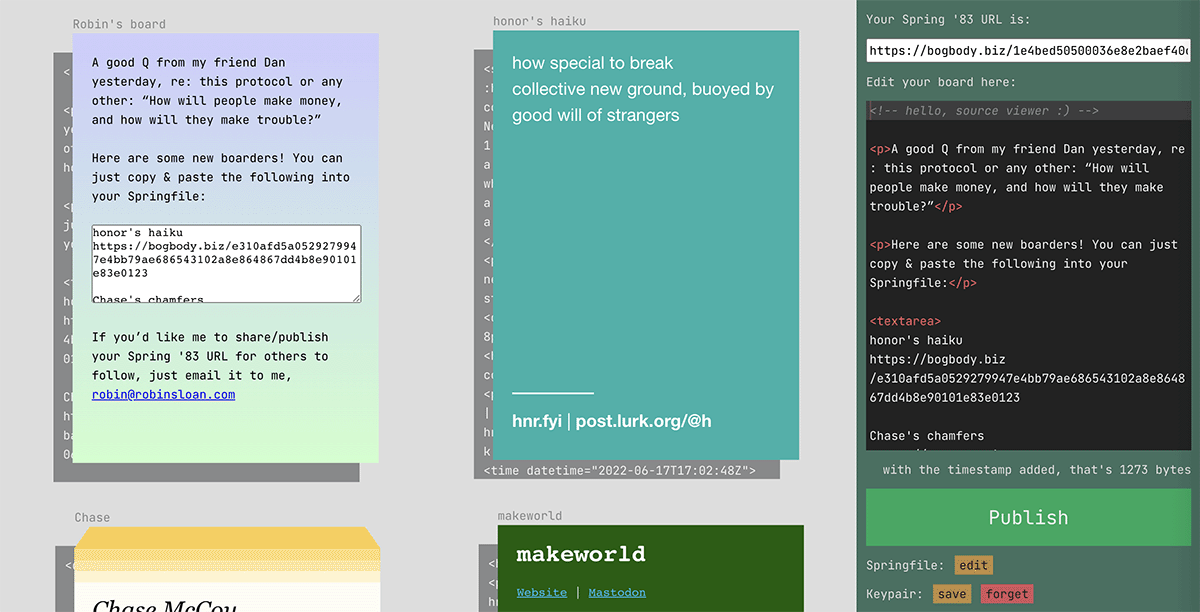 Robin's board
A good Q from my friend Dan
yesterday, re: this protocol or any
other: “How will people make money,
and how will they make trouble?”
Here are some new boarders! You can
just copy & paste the following into
your Springfile:
honor's haiku
https://bogbody.biz/e310afd5a052927994
7e4bb79ae686543102a8e864867dd4b8e90101
e83e0123
Chase's chamfers
If you’d like me to share/publish
your Spring '83 URL for others to
follow, just email it to me,
robin@robinsloan.com
honor's haiku
how special to break
collective new ground, buoyed by
good will of strangers
hnr.fyi | post.lurk.org/@h
<time datetime="2022-06-17T17:02:48Z">
Chase
Chase McCoy
makeworld
makeworld
Website | Mastodon
Your Spring '83 URL is:
https://bogbody.biz/1e4bed50500036e8e2baef40
Edit your board here:
<!-- hello, source viewer :) -->
<p>A good Q from my friend Dan yesterday, re
: this protocol or any other: “How will
people make money, and how will they make
trouble?”</p>
<p>Here are some new boarders! You can just
copy & paste the following into your
Springfile:</p>
<textarea>
honor's haiku
https://bogbody.biz
/e310afd5a0529279947e4bb79ae686543102a8e8648
67dd4b8e90101e83e0123
Chase's chamfers
with the timestamp added, that's 1273 bytes
Publish
Springfile: edit
Keypair: save forget